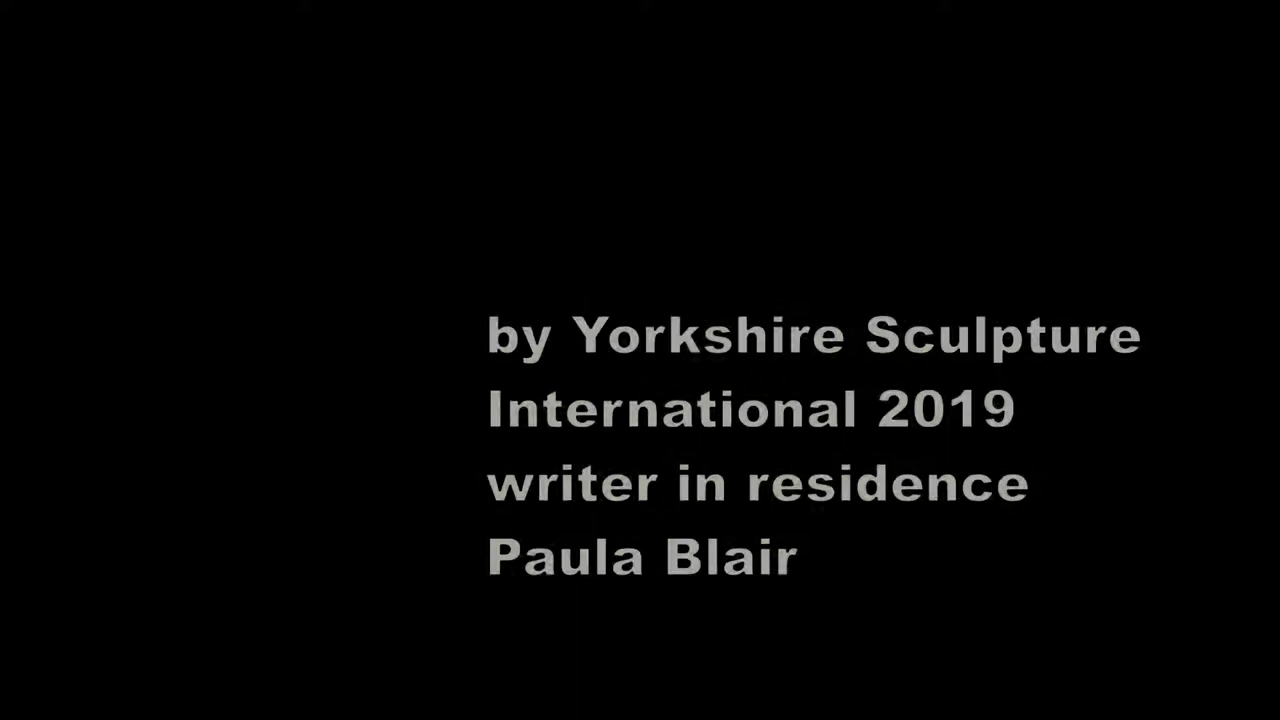 by Yorkshire Sculpture
International 2019
writer in residence
Paula Blair